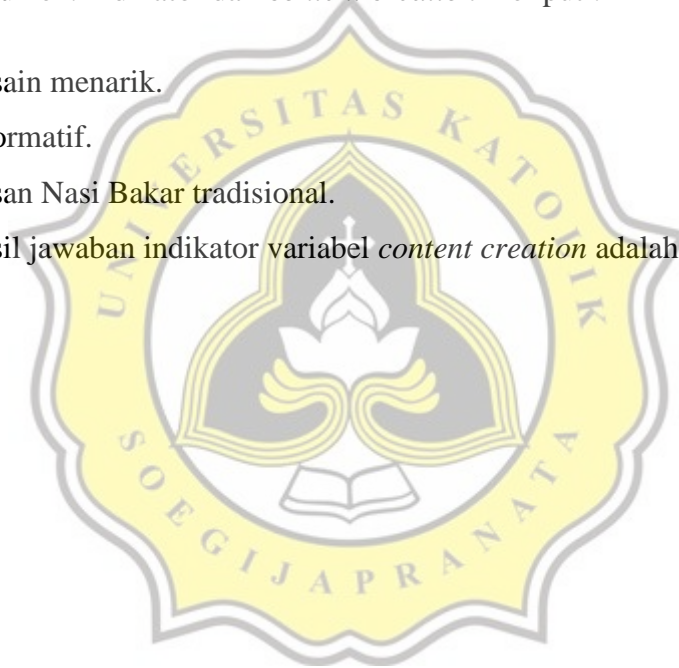 sain menarik.
ormatif.
san Nasi Bakar tradisional.
sil jawaban indikator variabel content creation adalah
UNIVERSITAS KATOLIK
SOEGIJAPRANATA